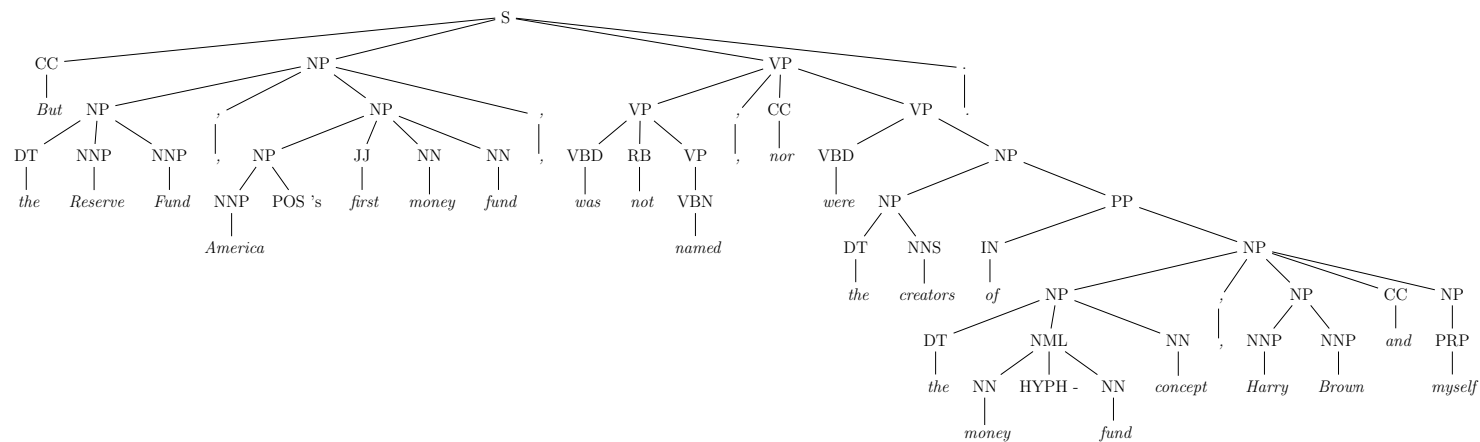 S
CC NP VP .
But NP , NP , VP , CC VP .
DT NNP NNP , NP JJ NN NN , VBD RB VP , nor VBD NP
the Reserve Fund NNP POS 's first money fund was not VBN were NP PP
America named DT NNS IN NP
the creators of NP , NP CC NP
DT NML NN , NNP NNP and PRP
the NN HYPH - NN concept Harry Brown myself
money fund